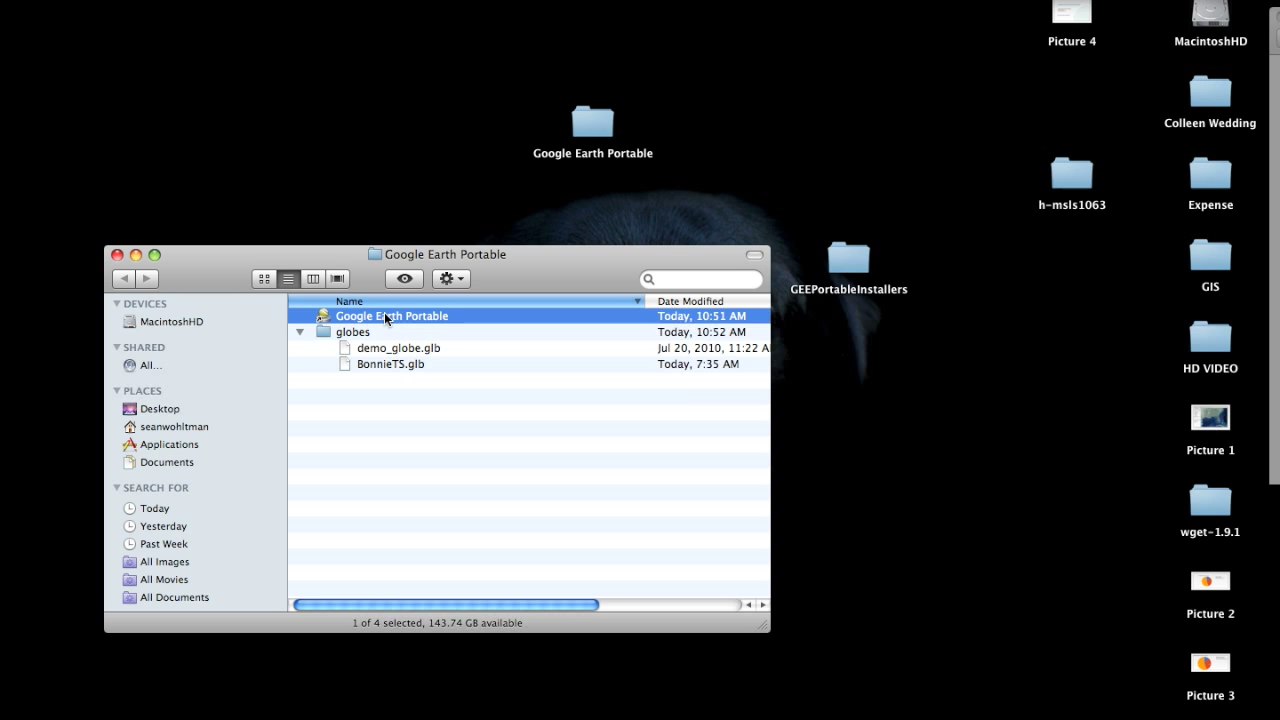 Picture 4
MacintoshHD
Colleen Wedding
Google Earth Portable
h-msls1063
Expense
GEEPortableInstallers
GIS
HD VIDEO
Picture 1
wget-1.9.1
Picture 2
Picture 3
Google Earth Portable
DEVICES
MacintoshHD
SHARED
All...
PLACES
Desktop
seanwohltman
Applications
Documents
SEARCH FOR
Today
Yesterday
Past Week
All Images
All Movies
All Documents
Name Date Modified
Google Earth Portable Today, 10:51 AM
globes Today, 10:52 AM
demo_globe.glb Jul 20, 2010, 11:22 A
BonnieTS.glb Today, 7:35 AM
1 of 4 selected, 143.74 GB available